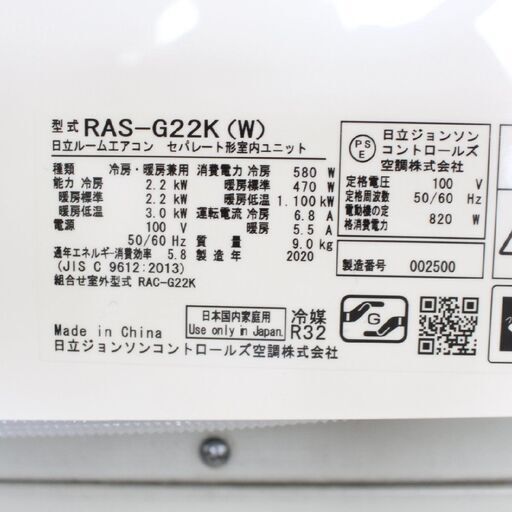 型式 RAS-G22K(W)
日立ルームエアコン セパレート形室内ユニット
種類 冷房・暖房兼用
能力 冷房 2.2 kW
暖房標準 2.2 kW
暖房低温 3.0 kW
電源 100 V
50/60 Hz
通年エネルギー消費効率 5.8
(JIS C 9612:2013)
組合せ室外型式 RAC-G22K
消費電力 冷房 580 W
暖房標準 470 W
暖房低温 1.100 kW
運転電流 冷房 6.8 A
暖房 5.5 A
質量 9.0 kg
製造年 2020
PS
E
日立ジョンソン
コントロールズ
空調株式会社
定格電圧 100 V
定格周波数 50/60 Hz
電動機の定
格消費電力 820 W
製造番号 002500
Made in China
日本国内家庭用
Use only in Japan.
冷媒
R32
G
日立ジョンソンコントロールズ空調株式会社